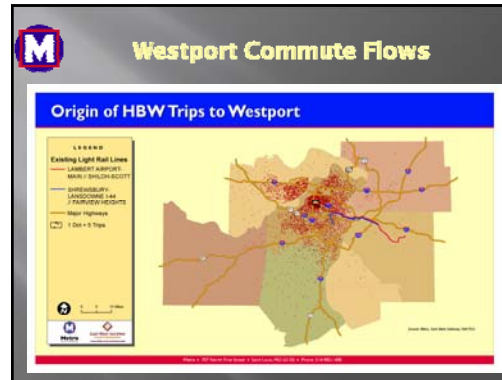 M
Westport Commute Flows
Origin of HBW Trips to Westport
LEGEND
Existing Light Rail Lines
LAMBERT AIRPORT-
MAIN // SHILOH-SCOTT
SHREWSBURY-
LANSDOWNE I-44
// FAIRVIEW HEIGHTS
Major Highways
1 Dot = 5 Trips
Metro